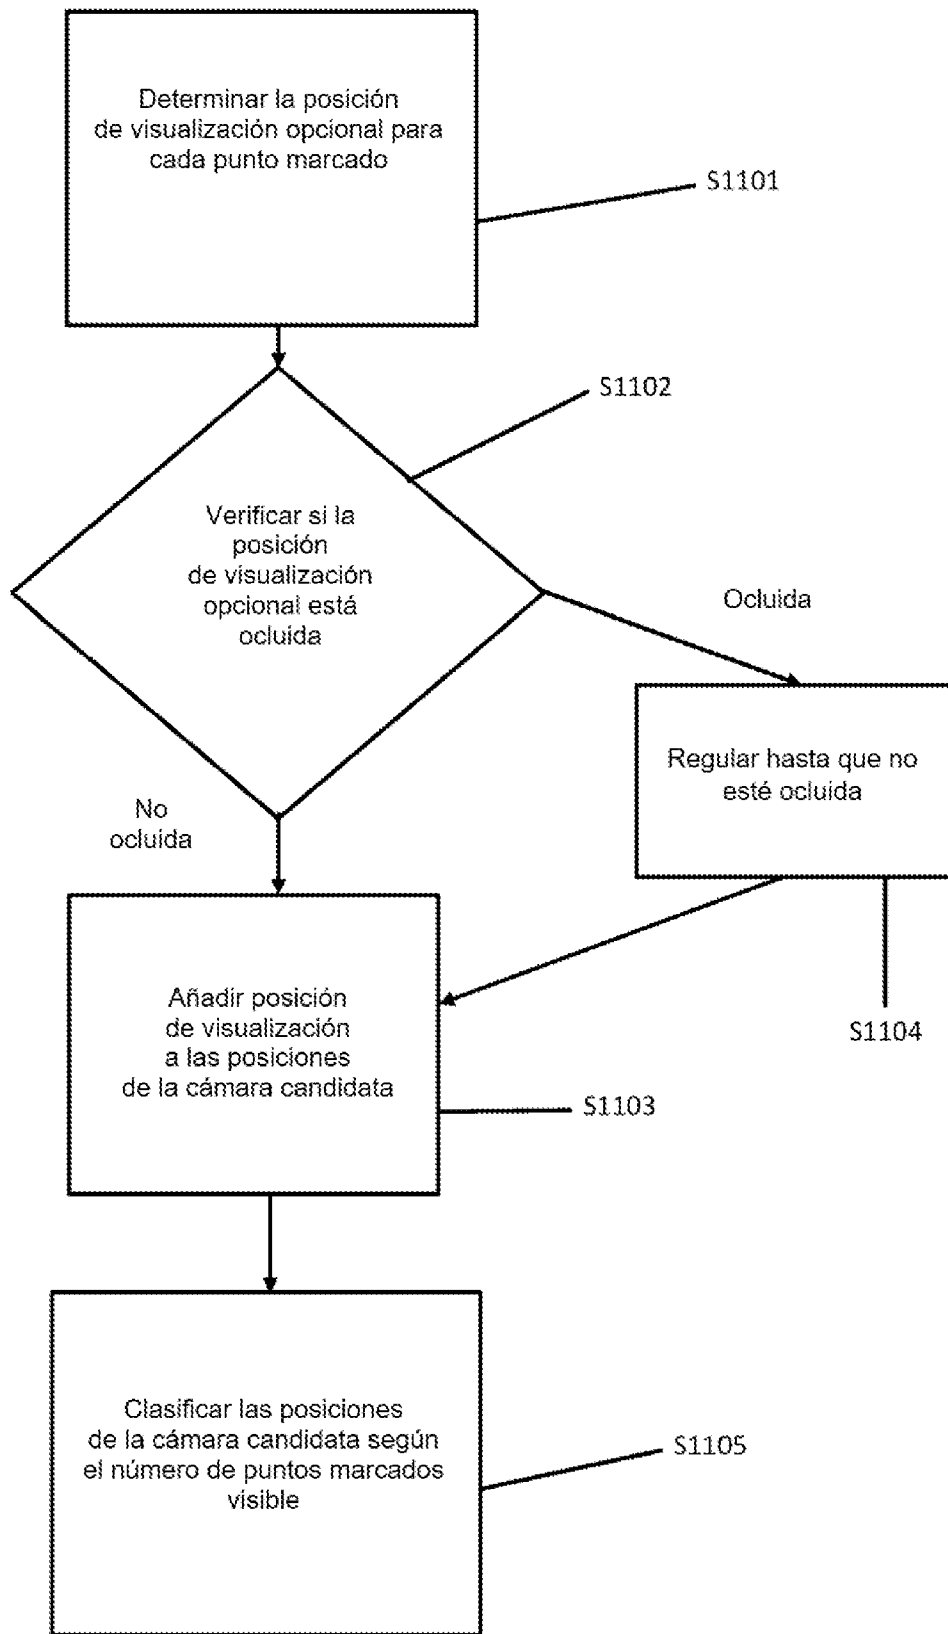 Determinar la posición
de visualización opcional para
cada punto marcado
S1101
S1102
Verificar si la
posición
de visualización
opcional está
ocluida
Ocluida
Regular hasta que no
esté ocluida
No
ocluida
Añadir posición
de visualización
a las posiciones
de la cámara candidata
S1104
S1103
Clasificar las posiciones
de la cámara candidata según
el número de puntos marcados
visible
S1105